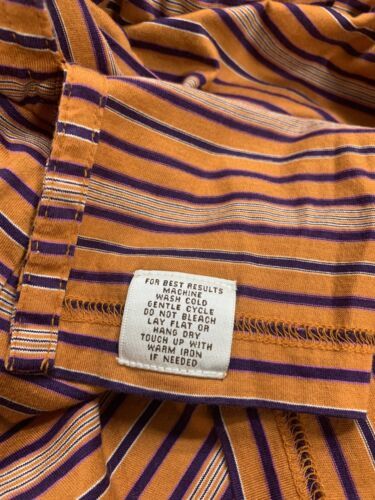 FOR BEST RESULTS
MACHINE
WASH COLD
GENTLE CYCLE
DO NOT BLEACH
LAY FLAT OR
HANG DRY
TOUCH UP WITH
WARM IRON
IF NEEDED